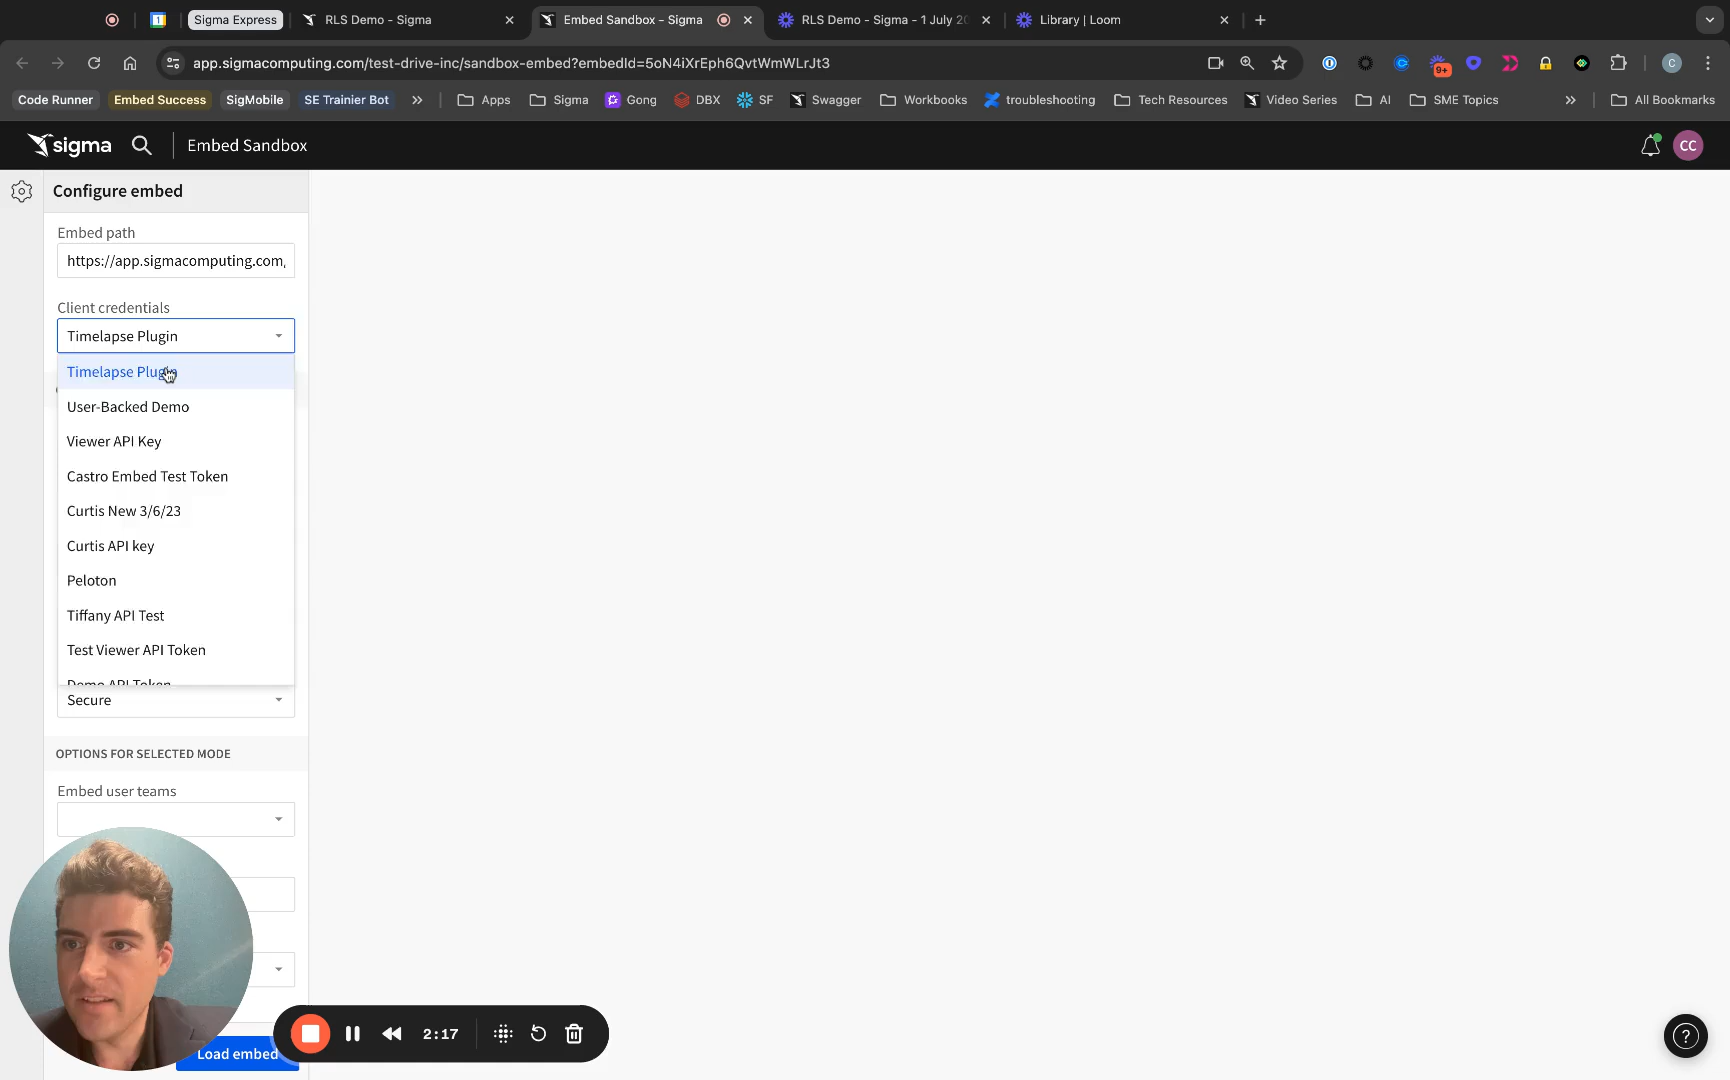 Sigma Express
RLS Demo - Sigma
Embed Sandbox - Sigma
RLS Demo - Sigma - 1 July 20
Library | Loom
app.sigmacomputing.com/test-drive-inc/sandbox-embed?embedId=5oN4iXrEph6QvtWmWLrJt3
9+
C
Code Runner
Embed Success
SigMobile
SE Trainier Bot
Apps
Sigma
Gong
DBX
SF
Swagger
Workbooks
troubleshooting
Tech Resources
Video Series
AI
SME Topics
All Bookmarks
sigma
Embed Sandbox
CC
Configure embed
Embed path
https://app.sigmacomputing.com,
Client credentials
Timelapse Plugin
Timelapse Plugin
User-Backed Demo
Viewer API Key
Castro Embed Test Token
Curtis New 3/6/23
Curtis API key
Peloton
Tiffany API Test
Test Viewer API Token
Demo API Token
Secure
OPTIONS FOR SELECTED MODE
Embed user teams
2:17
Load embed
?